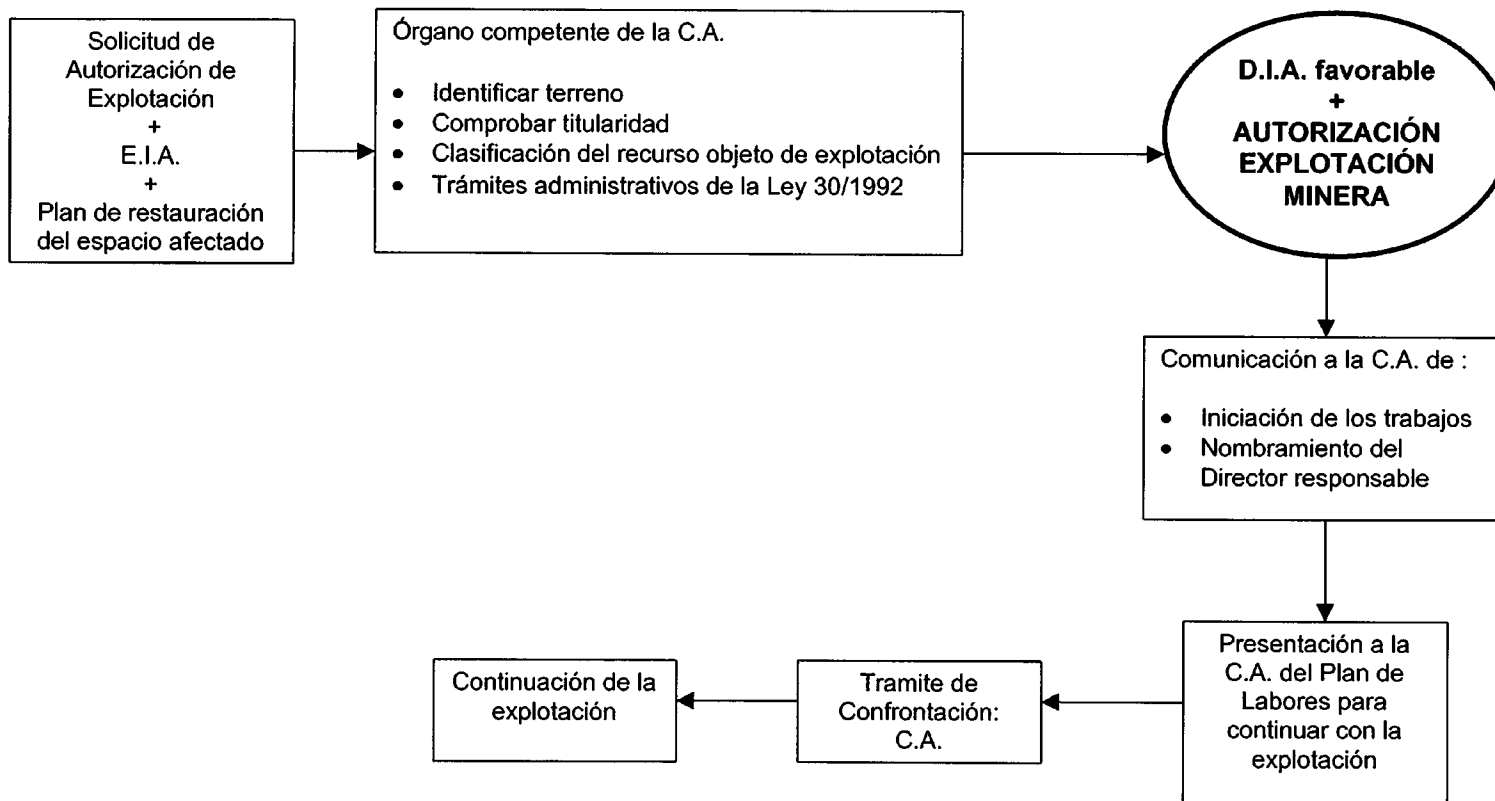 Solicitud de
Autorización de
Explotación
+
E.I.A.
+
Plan de restauración
del espacio afectado
Órgano competente de la C.A.
• Identificar terreno
• Comprobar titularidad
• Clasificación del recurso objeto de explotación
• Trámites administrativos de la Ley 30/1992
D.I.A. favorable
+
AUTORIZACIÓN
EXPLOTACIÓN
MINERA
Comunicación a la C.A. de :
• Iniciación de los trabajos
• Nombramiento del
Director responsable
Presentación a la
C.A. del Plan de
Labores para
continuar con la
explotación
Tramite de
Confrontación:
C.A.
Continuación de la
explotación